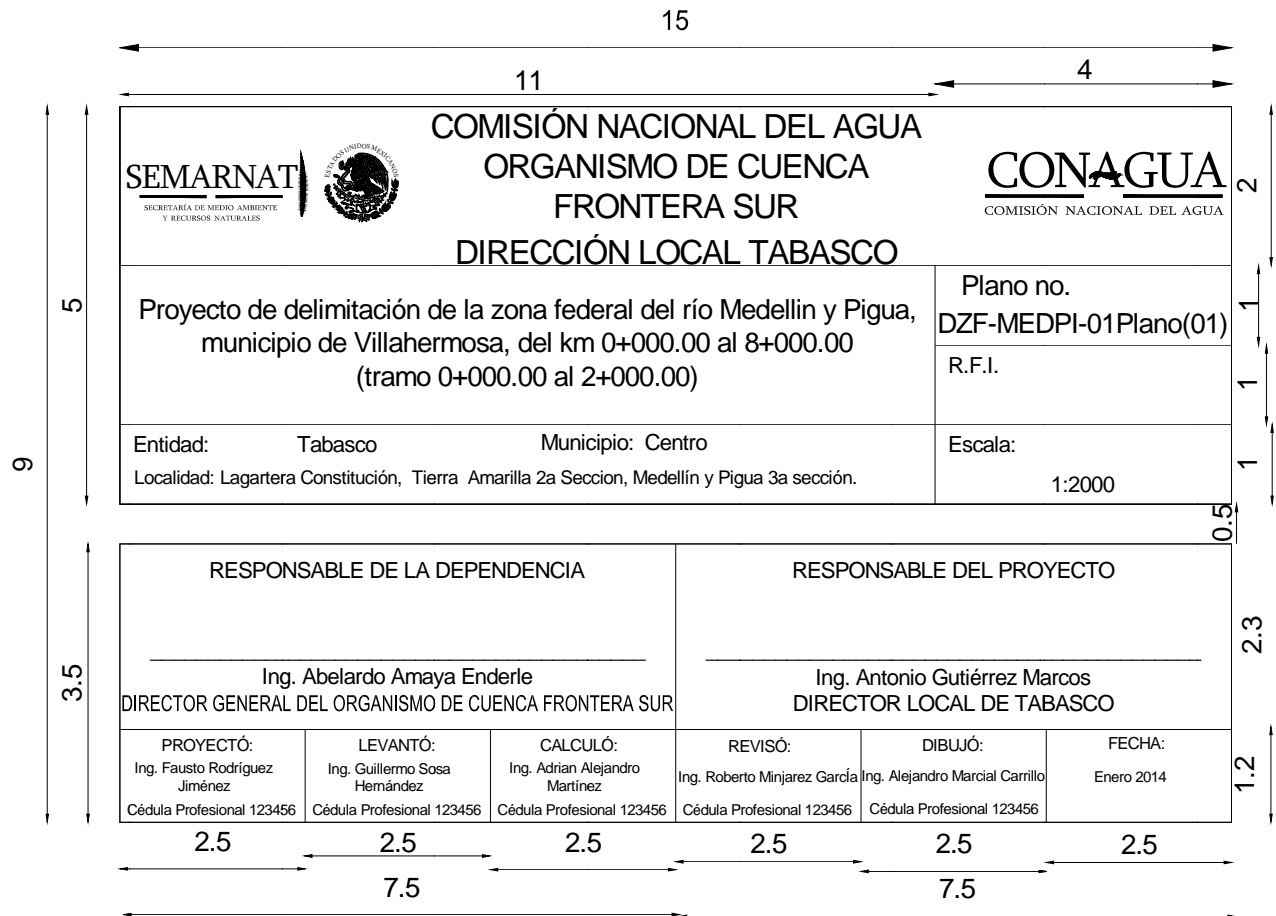 15
11
4
SEMARNAT
SECRETARÍA DE MEDIO AMBIENTE
Y RECURSOS NATURALES
ESTADOS UNIDOS MEXICANOS
COMISIÓN NACIONAL DEL AGUA
ORGANISMO DE CUENCA
FRONTERA SUR
DIRECCIÓN LOCAL TABASCO
CONAGUA
COMISIÓN NACIONAL DEL AGUA
2
9
5
Proyecto de delimitación de la zona federal del río Medellin y Pigua,
municipio de Villahermosa, del km 0+000.00 al 8+000.00
(tramo 0+000.00 al 2+000.00)
Plano no.
DZF-MEDPI-01Plano(01)
1
R.F.I.
1
Entidad: Tabasco Municipio: Centro
Localidad: Lagartera Constitución, Tierra Amarilla 2a Seccion, Medellín y Pigua 3a sección.
Escala:
1:2000
1
0.5
3.5
RESPONSABLE DE LA DEPENDENCIA
Ing. Abelardo Amaya Enderle
DIRECTOR GENERAL DEL ORGANISMO DE CUENCA FRONTERA SUR
RESPONSABLE DEL PROYECTO
Ing. Antonio Gutiérrez Marcos
DIRECTOR LOCAL DE TABASCO
2.3
PROYECTÓ:
Ing. Fausto Rodríguez
Jiménez
Cédula Profesional 123456
LEVANTÓ:
Ing. Guillermo Sosa
Hernández
Cédula Profesional 123456
CALCULÓ:
Ing. Adrian Alejandro
Martínez
Cédula Profesional 123456
REVISÓ:
Ing. Roberto Minjarez García
Cédula Profesional 123456
DIBUJÓ:
Ing. Alejandro Marcial Carrillo
Cédula Profesional 123456
FECHA:
Enero 2014
1.2
2.5
2.5
2.5
2.5
2.5
2.5
7.5
7.5